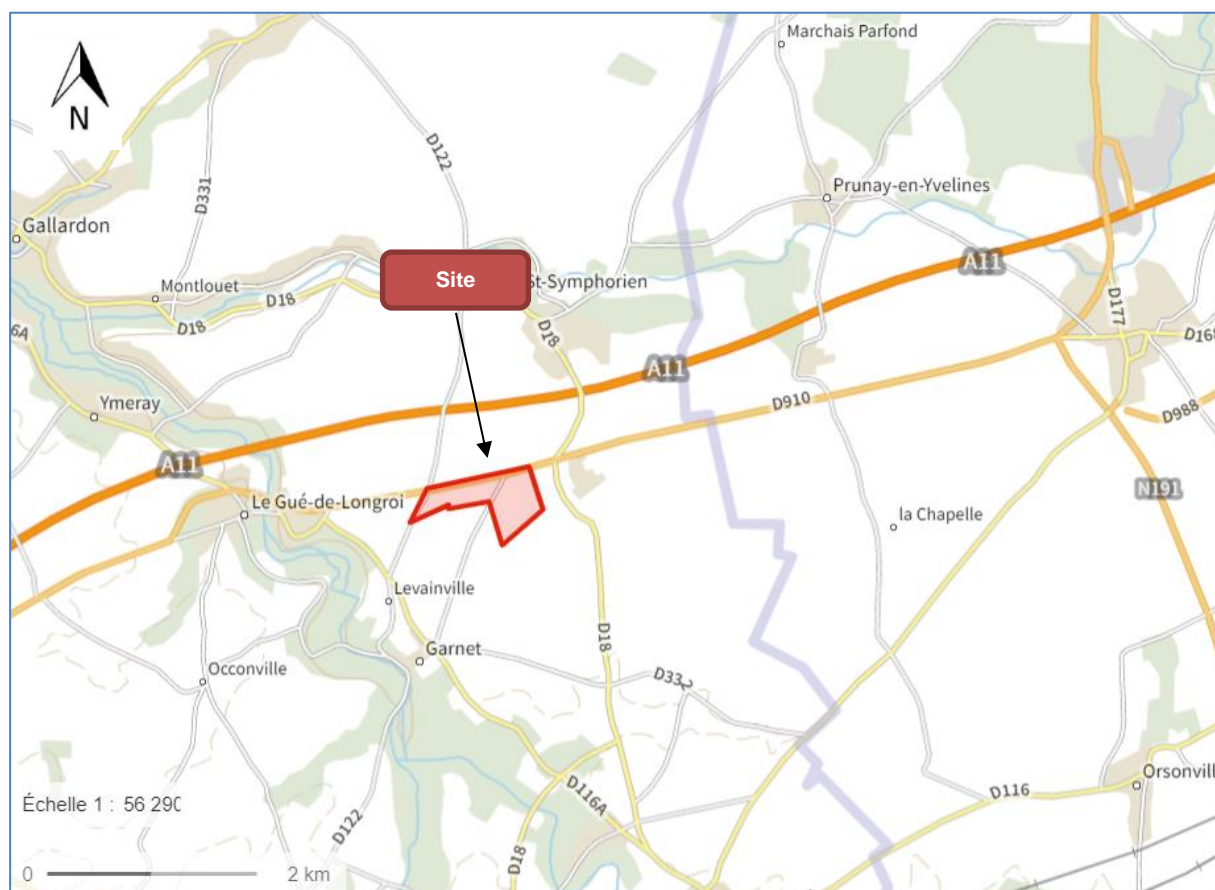 Marchais Parfond
N
D122
D331
Prunay-en-Yvelines
Gallardon
A11
Site
St-Symphorien
Montlouet
D18
D18
D177
D18
D168
A11
D910
Ymeray
D988
A11
N191
Le Gué-de-Longroi
la Chapelle
Levainville
D18
Garnet
Occonville
D332
Orsonvill
Échelle 1 : 56 290
D116
D116A
D122
D18
0 2 km